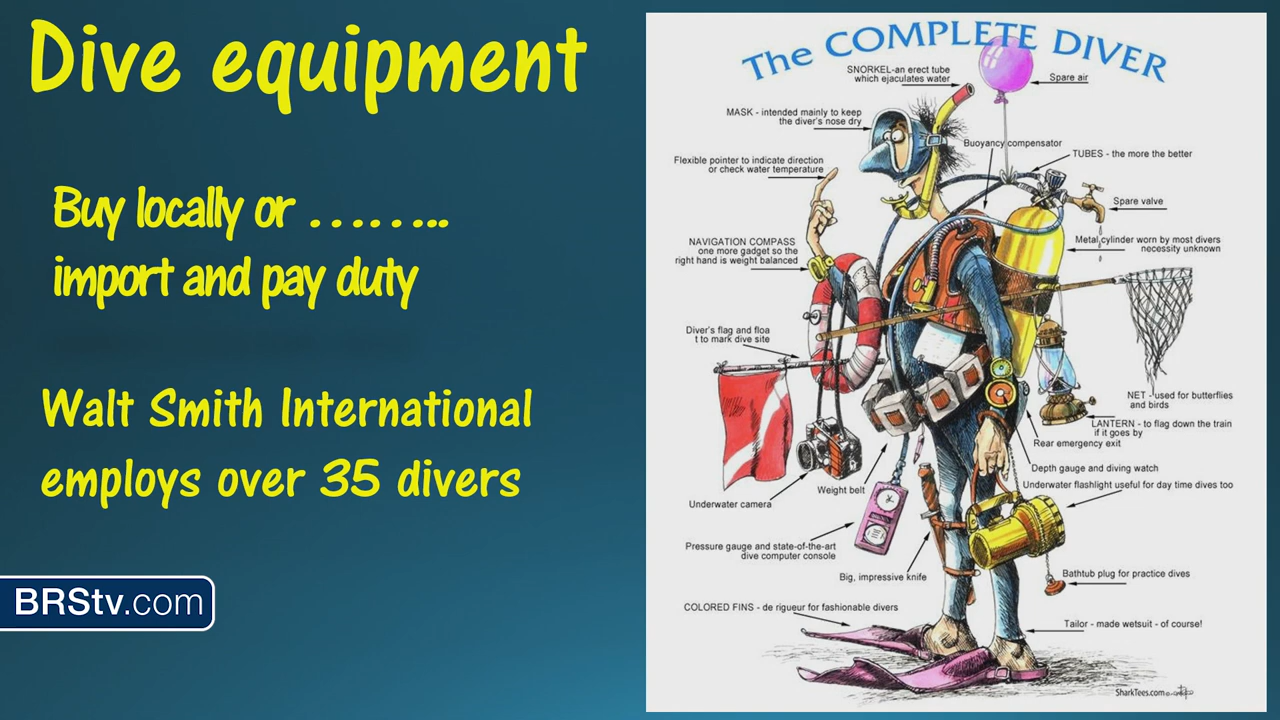 Dive equipment
Buy locally or ……...
import and pay duty
Walt Smith International
employs over 35 divers
BRStv.com
The COMPLETE DIVER
SNORKEL-an erect tube
which ejaculates water
Spare air
MASK - intended mainly to keep
the diver's nose dry
Buoyancy compensator
TUBES - the more the better
Flexible pointer to indicate direction
or check water temperature
Spare valve
NAVIGATION COMPASS
one more gadget so the
right hand is weight balanced
Metal cylinder worn by most divers
necessity unknown
Diver's flag and floa
t to mark dive site
NET - used for butterflies
and birds
LANTERN - to flag down the train
if it goes by
Rear emergency exit
Depth gauge and diving watch
Underwater flashlight useful for day time dives too
Weight belt
Underwater camera
Pressure gauge and state-of-the-art
dive computer console
Big, impressive knife
Bathtub plug for practice dives
COLORED FINS - de rigueur for fashionable divers
Tailor - made wetsuit - of course!
SharkTees.com